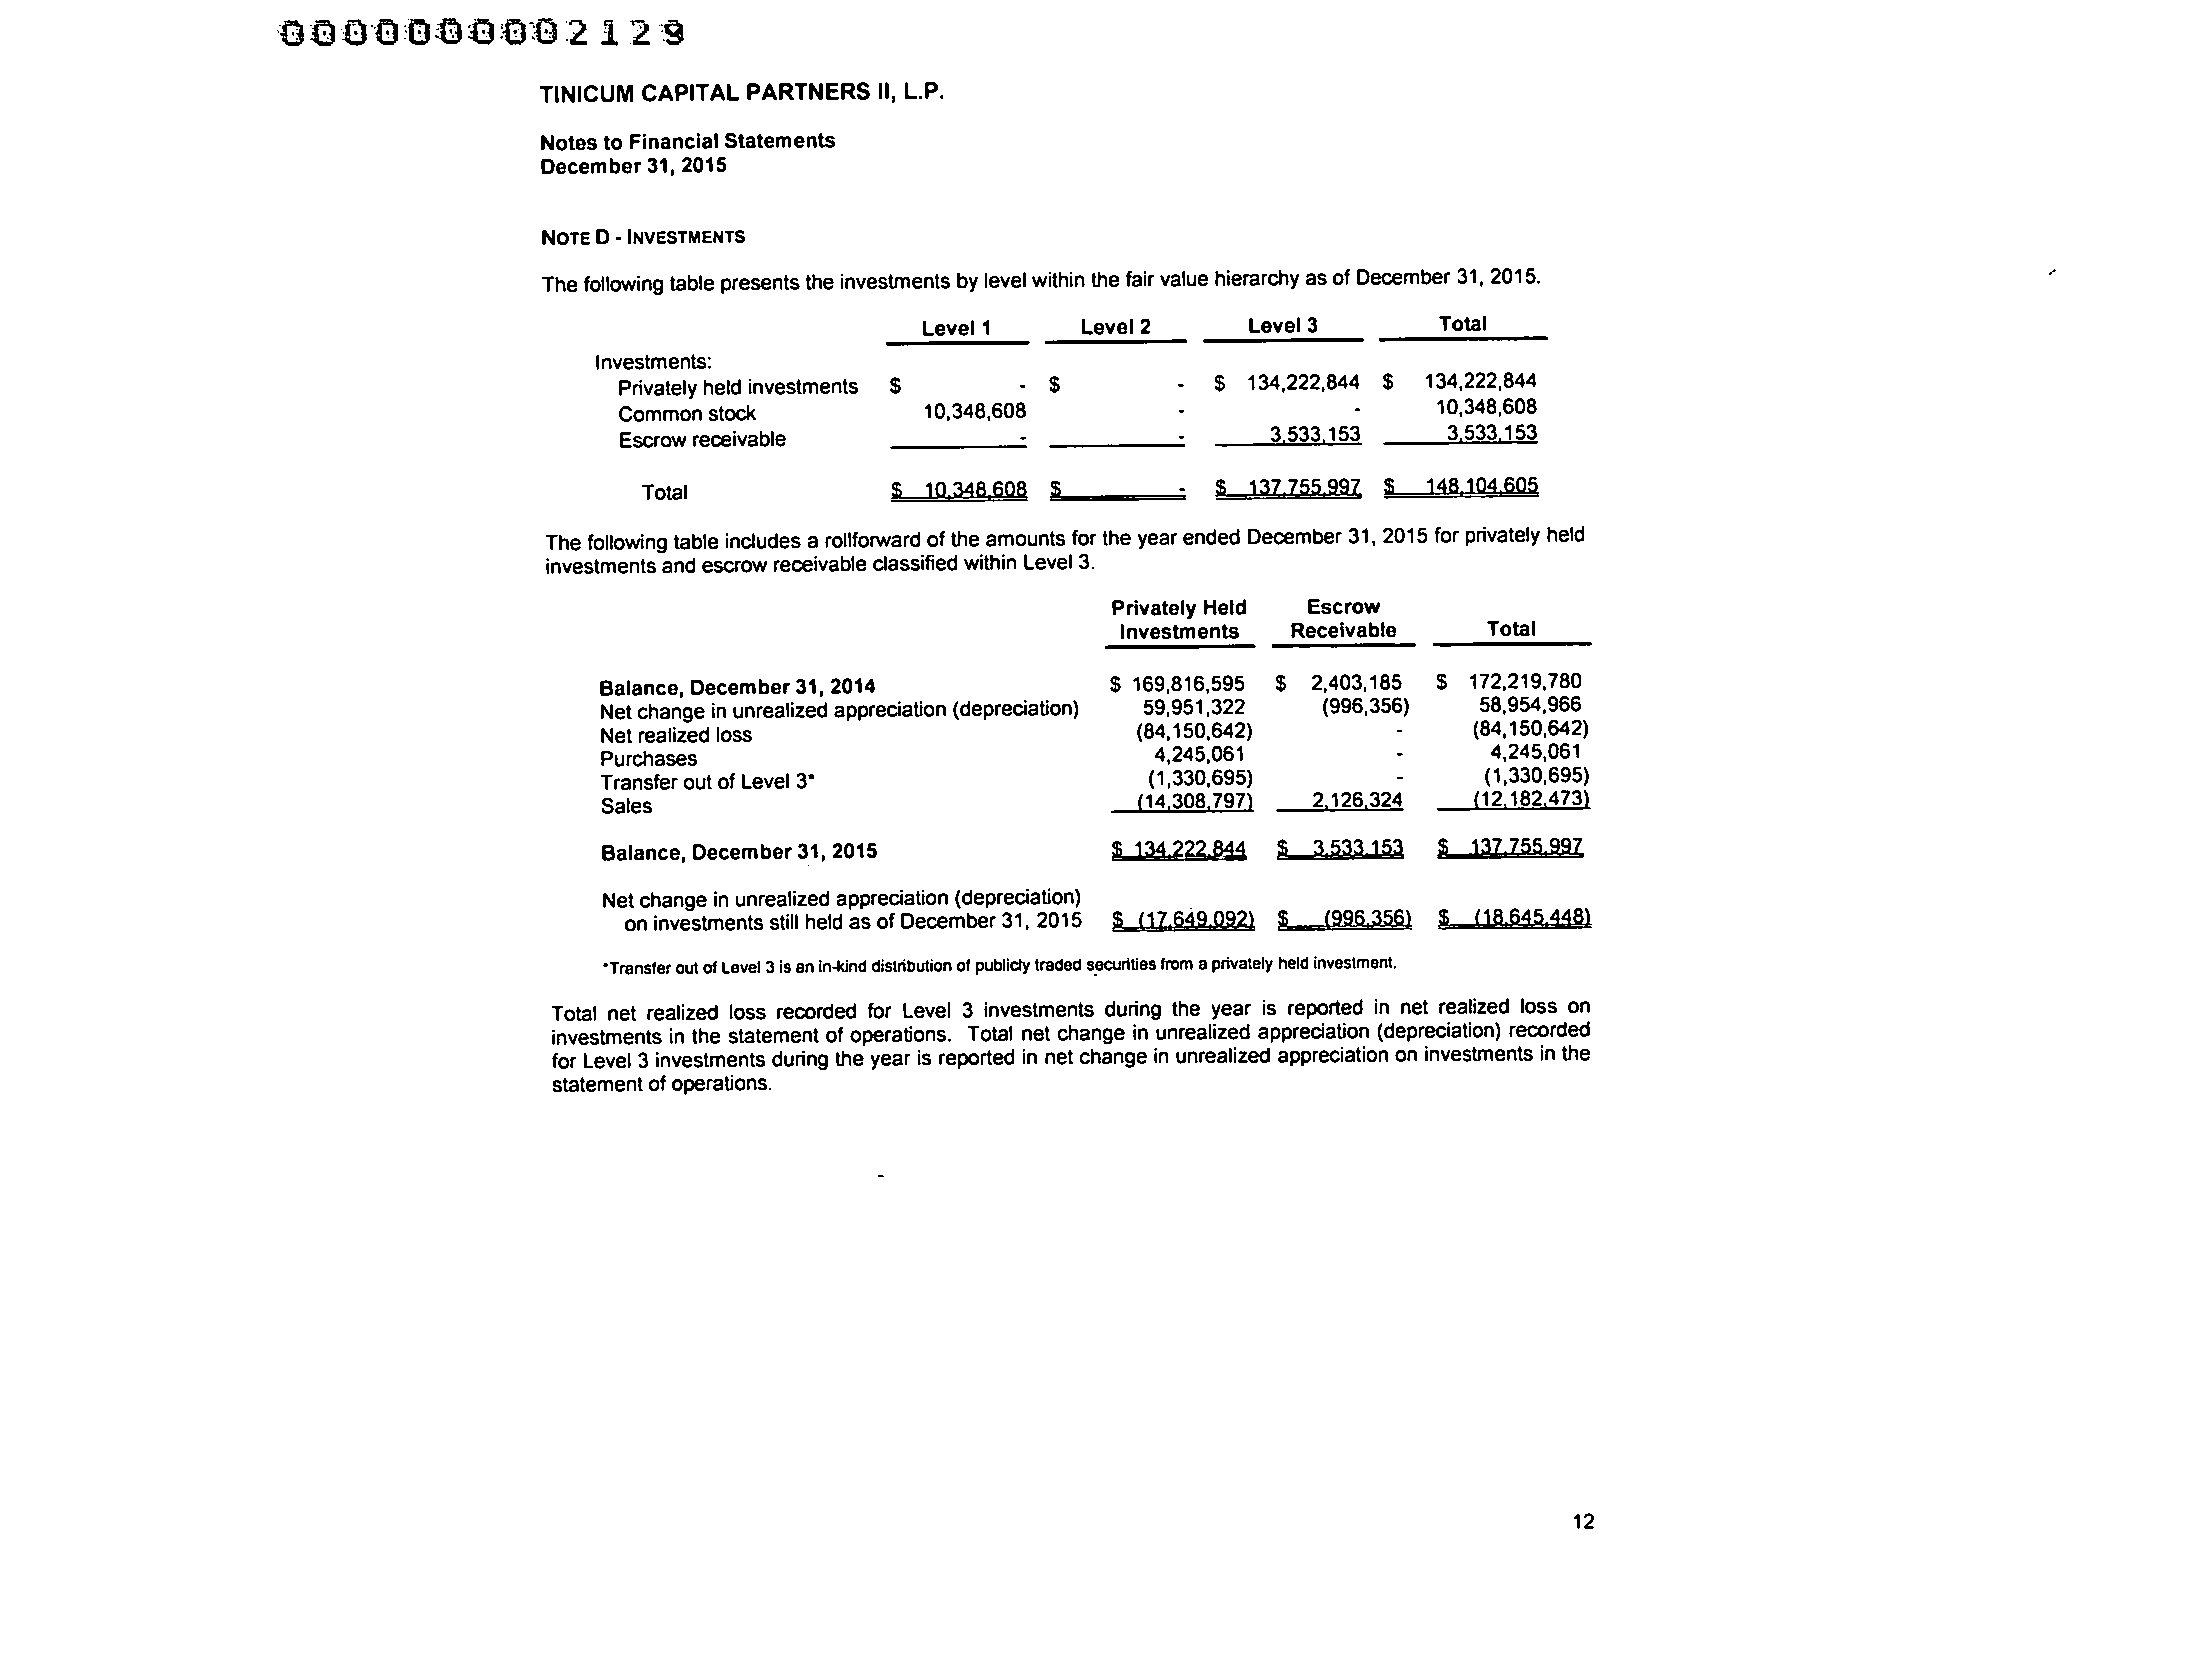 0000000002129
TINICUM CAPITAL PARTNERS II, L.P.
Notes to Financial Statements
December 31, 2015
NOTE D - INVESTMENTS
The following table presents the investments by level within the fair value hierarchy as of December 31, 2015.
Level 1 Level 2 Level 3 Total
Investments:
Privately held investments $ - $ - $ 134,222,844 $ 134,222,844
Common stock 10,348,608 - - 10,348,608
Escrow receivable - - 3,533,153 3,533,153
Total $ 10,348,608 $ - $ 137,755,997 $ 148,104,605
The following table includes a rollforward of the amounts for the year ended December 31, 2015 for privately held
investments and escrow receivable classified within Level 3.
Privately Held Escrow
Investments Receivable Total
Balance, December 31, 2014 $ 169,816,595 $ 2,403,185 $ 172,219,780
Net change in unrealized appreciation (depreciation) 59,951,322 (996,356) 58,954,966
Net realized loss (84,150,642) - (84,150,642)
Purchases 4,245,061 - 4,245,061
Transfer out of Level 3* (1,330,695) - (1,330,695)
Sales (14,308,797) 2,126,324 (12,182,473)
Balance, December 31, 2015 $ 134,222,844 $ 3,533,153 $ 137,755,997
Net change in unrealized appreciation (depreciation)
on investments still held as of December 31, 2015 $ (17,649,092) $ (996,356) $ (18,645,448)
*Transfer out of Level 3 is an in-kind distribution of publicly traded securities from a privately held investment.
Total net realized loss recorded for Level 3 investments during the year is reported in net realized loss on
investments in the statement of operations. Total net change in unrealized appreciation (depreciation) recorded
for Level 3 investments during the year is reported in net change in unrealized appreciation on investments in the
statement of operations.
12